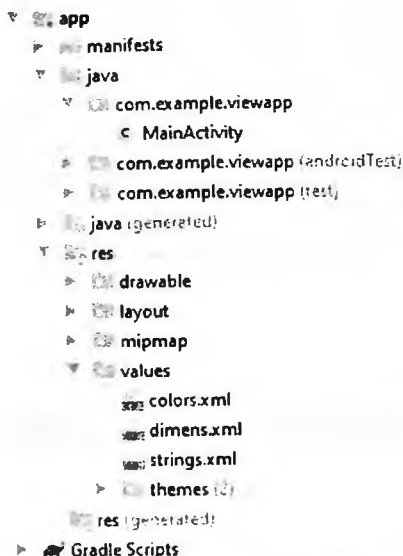 app
manifests
java
com.example.viewapp
C MainActivity
com.example.viewapp (androidTest)
com.example.viewapp (test)
java (generated)
res
drawable
layout
mipmap
values
colors.xml
dimens.xml
strings.xml
themes (2)
res (generated)
Gradle Scripts